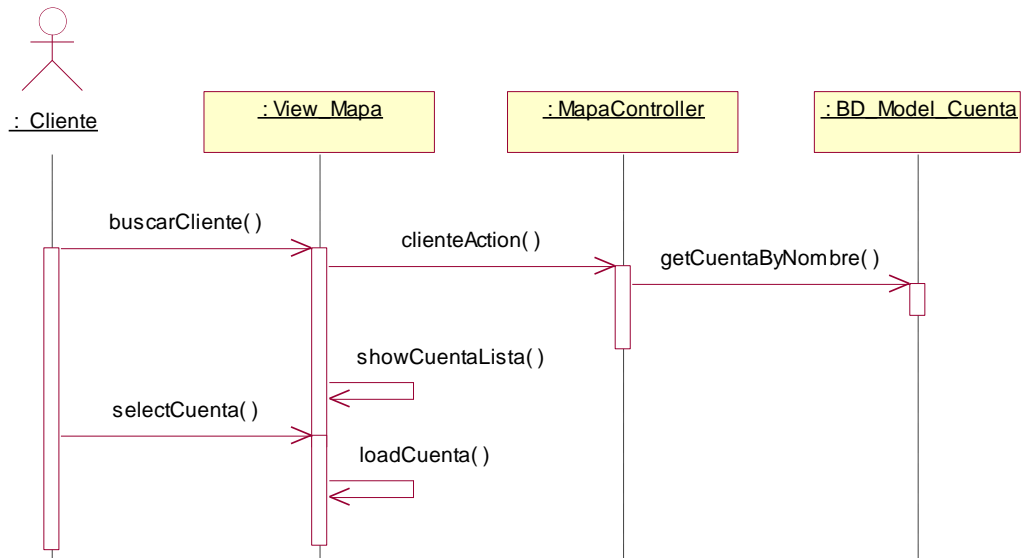 : Cliente
: View_Mapa
: MapaController
: BD_Model_Cuenta
buscarCliente( )
clienteAction( )
getCuentaByNombre( )
showCuentaLista( )
selectCuenta( )
loadCuenta( )